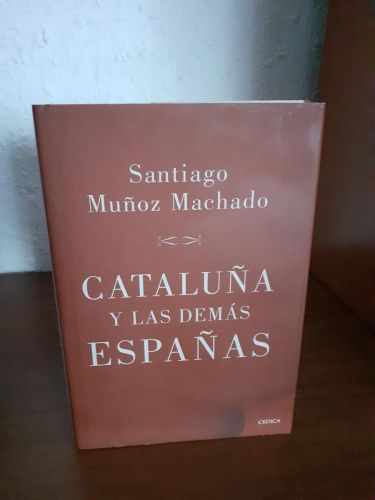 Santiago
Muñoz Machado
CATALUÑA
Y LAS DEMÁS
ESPAÑAS
CRÍTICA